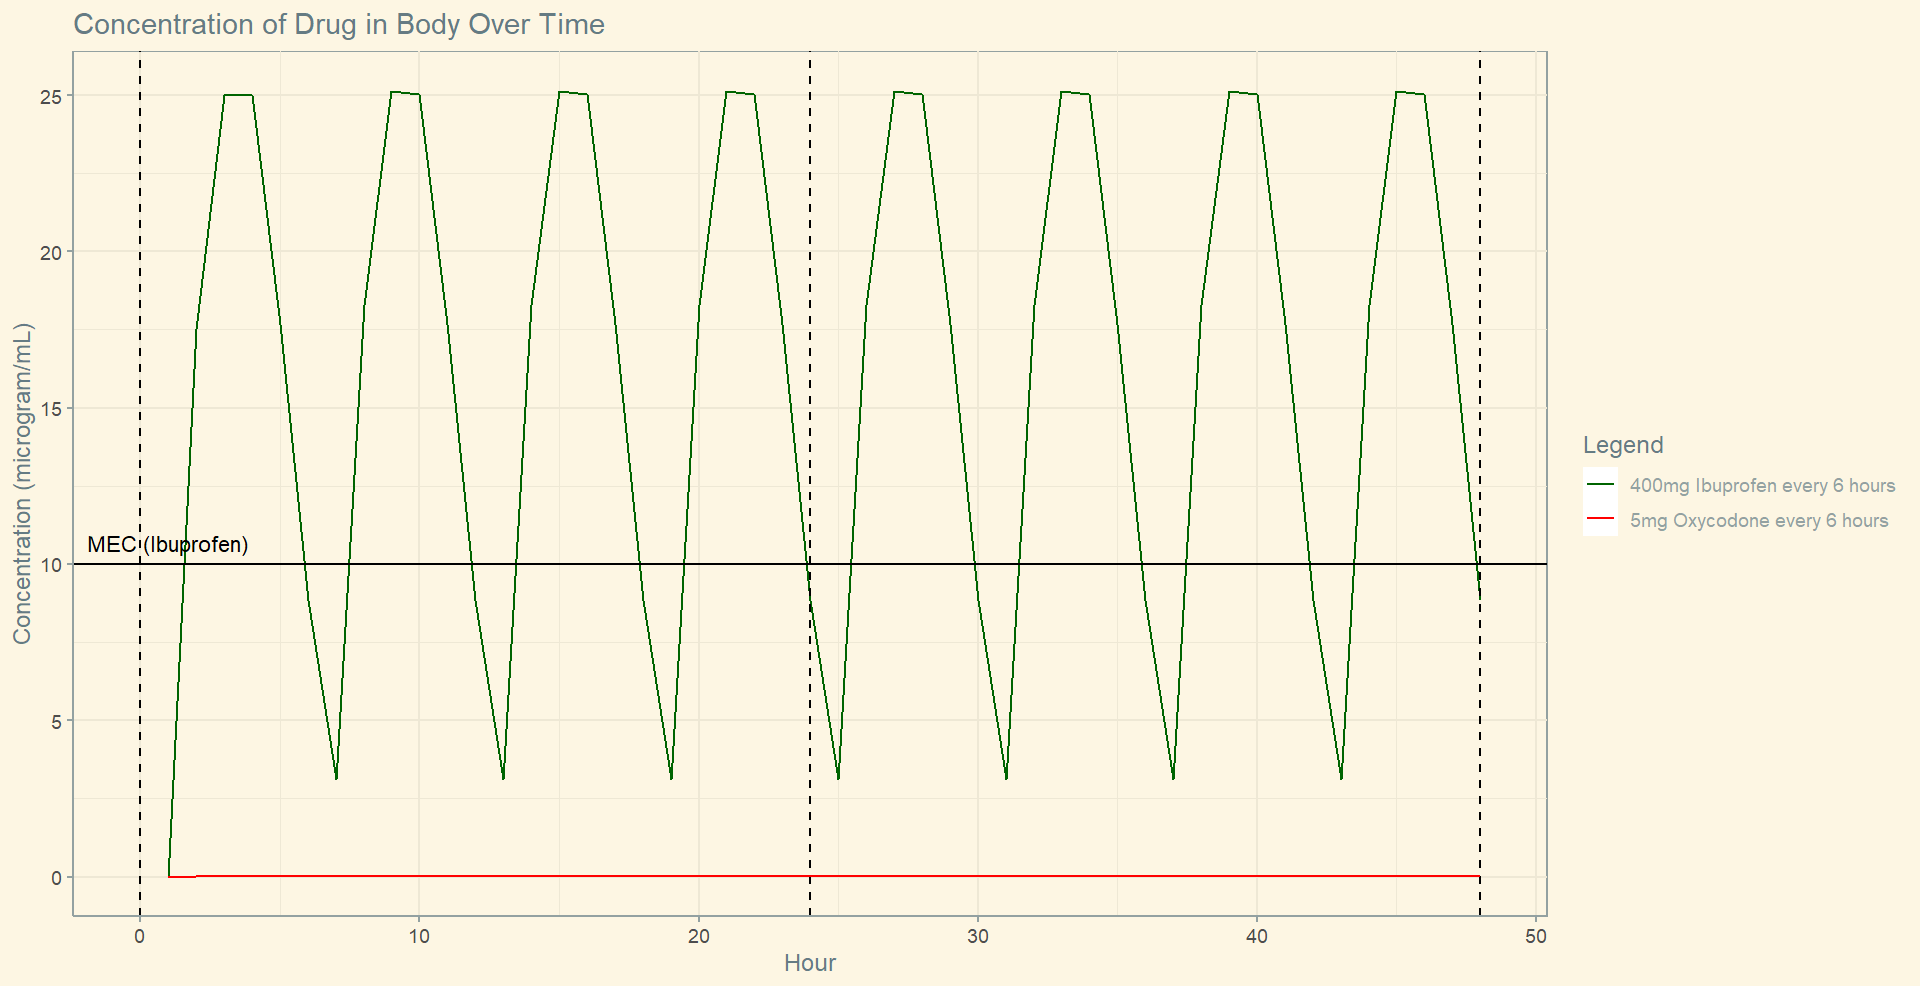 Concentration of Drug in Body Over Time
Concentration (microgram/mL)
25
20
15
10
5
0
MEC (Ibuprofen)
0
10
20
30
40
50
Hour
Legend
400mg Ibuprofen every 6 hours
5mg Oxycodone every 6 hours